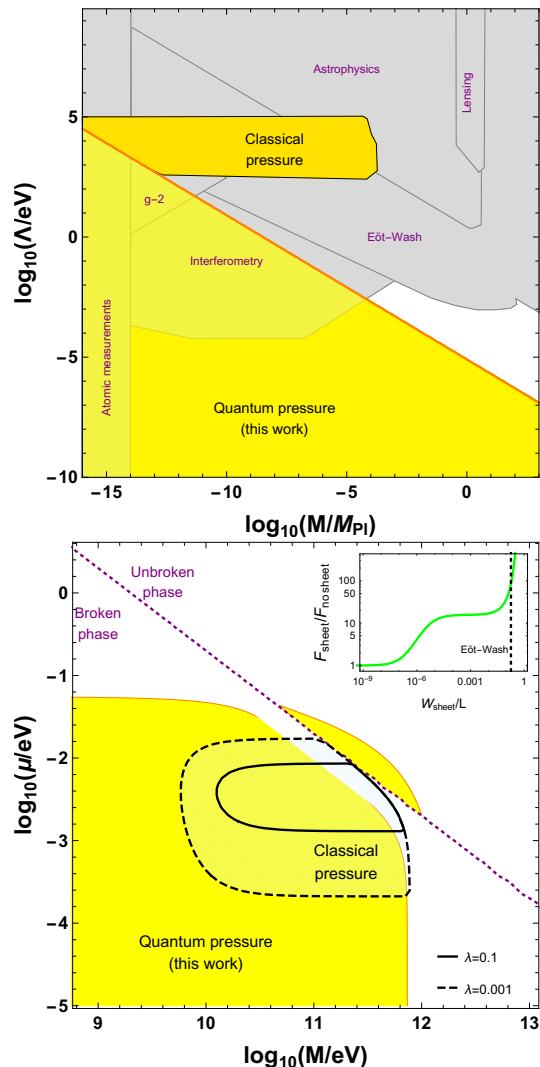 Astrophysics
Lensing
5
Classical
pressure
g−2
0
Eöt−Wash
Interferometry
−5
Atomic measurements
Quantum pressure
(this work)
−10
−15 −10 −5 0
log10(Λ/eV)
log10(M/MPl)
Unbroken
phase
0
Broken
phase
100
50
10
5
1
Fsheet/Fno sheet
Eöt−Wash
10−9 10−6 0.001 1
Wsheet/L
−1
−2
−3
Classical
pressure
−4
Quantum pressure
(this work)
λ=0.1
λ=0.001
−5
9 10 11 12 13
log10(μ/eV)
log10(M/eV)